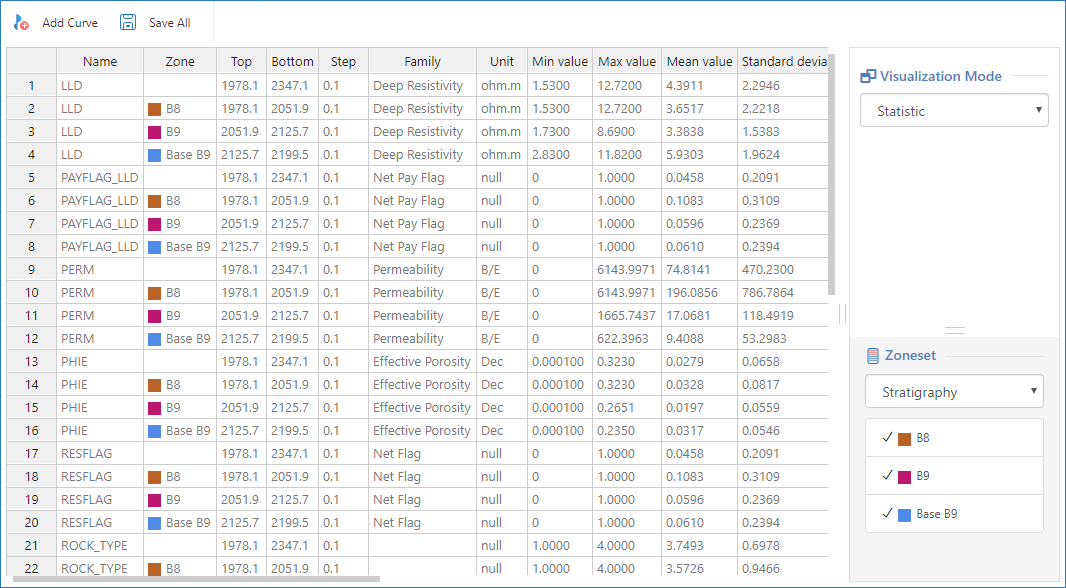 Add Curve Save All
Name Zone Top Bottom Step Family Unit Min value Max value Mean value Standard devia
1 LLD 1978.1 2347.1 0.1 Deep Resistivity ohm.m 1.5300 12.7200 4.3911 2.2946
2 LLD B8 1978.1 2051.9 0.1 Deep Resistivity ohm.m 1.5300 12.7200 3.6517 2.2218
3 LLD B9 2051.9 2125.7 0.1 Deep Resistivity ohm.m 1.7300 8.6900 3.3838 1.5383
4 LLD Base B9 2125.7 2199.5 0.1 Deep Resistivity ohm.m 2.8300 11.8200 5.9303 1.9624
5 PAYFLAG_LLD 1978.1 2347.1 0.1 Net Pay Flag null 0 1.0000 0.0458 0.2091
6 PAYFLAG_LLD B8 1978.1 2051.9 0.1 Net Pay Flag null 0 1.0000 0.1083 0.3109
7 PAYFLAG_LLD B9 2051.9 2125.7 0.1 Net Pay Flag null 0 1.0000 0.0596 0.2369
8 PAYFLAG_LLD Base B9 2125.7 2199.5 0.1 Net Pay Flag null 0 1.0000 0.0610 0.2394
9 PERM 1978.1 2347.1 0.1 Permeability B/E 0 6143.9971 74.8141 470.2300
10 PERM B8 1978.1 2051.9 0.1 Permeability B/E 0 6143.9971 196.0856 786.7864
11 PERM B9 2051.9 2125.7 0.1 Permeability B/E 0 1665.7437 17.0681 118.4919
12 PERM Base B9 2125.7 2199.5 0.1 Permeability B/E 0 622.3963 9.4088 53.2983
13 PHIE 1978.1 2347.1 0.1 Effective Porosity Dec 0.000100 0.3230 0.0279 0.0658
14 PHIE B8 1978.1 2051.9 0.1 Effective Porosity Dec 0.000100 0.3230 0.0328 0.0817
15 PHIE B9 2051.9 2125.7 0.1 Effective Porosity Dec 0.000100 0.2651 0.0197 0.0559
16 PHIE Base B9 2125.7 2199.5 0.1 Effective Porosity Dec 0.000100 0.2350 0.0317 0.0546
17 RESFLAG 1978.1 2347.1 0.1 Net Flag null 0 1.0000 0.0458 0.2091
18 RESFLAG B8 1978.1 2051.9 0.1 Net Flag null 0 1.0000 0.1083 0.3109
19 RESFLAG B9 2051.9 2125.7 0.1 Net Flag null 0 1.0000 0.0596 0.2369
20 RESFLAG Base B9 2125.7 2199.5 0.1 Net Flag null 0 1.0000 0.0610 0.2394
21 ROCK_TYPE 1978.1 2347.1 0.1 null 1.0000 4.0000 3.7493 0.6978
22 ROCK_TYPE B8 1978.1 2051.9 0.1 null 1.0000 4.0000 3.5726 0.9466
Visualization Mode
Statistic
Zoneset
Stratigraphy
B8
B9
Base B9